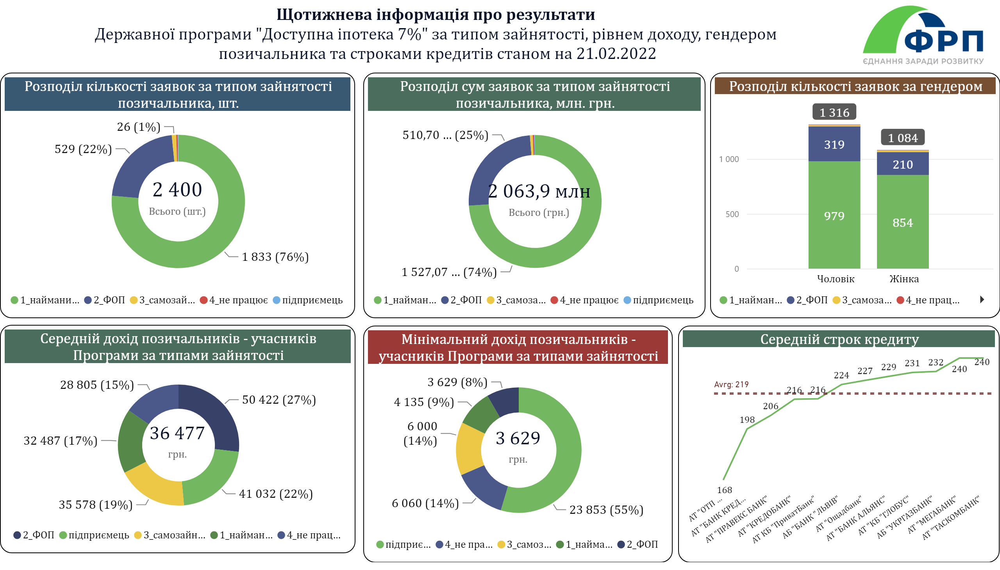 Щотижнева інформація про результати
Державної програми "Доступна іпотека 7%" за типом зайнятості, рівнем доходу, гендером
позичальника та строками кредитів станом на 21.02.2022
ФРП
ЄДНАННЯ ЗАРАДИ РОЗВИТКУ
Розподіл кількості заявок за типом зайнятості
позичальника, шт.
26 (1%)
529 (22%)
2 400
Всього (шт.)
1 833 (76%)
1_наймани... 2_ФОП 3_самозай... 4_не працює підприємець
Розподіл сум заявок за типом зайнятості
позичальника, млн. грн.
510,70 ... (25%)
2 063,9 млн
Всього (грн.)
1 527,07 ... (74%)
1_найман... 2_ФОП 3_самоза... 4_не працює підприємець
Розподіл кількості заявок за гендером
1 316
1 084
319
1 000
210
500
979
854
0
Чоловік Жінка
1_найман... 2_ФОП 3_самоза... 4_не прац...
Середній дохід позичальників - учасників
Програми за типами зайнятості
28 805 (15%)
50 422 (27%)
36 477
грн.
32 487 (17%)
41 032 (22%)
35 578 (19%)
2_ФОП підприємець 3_самозайн... 1_найман... 4_не прац...
Мінімальний дохід позичальників -
учасників Програми за типами зайнятості
3 629 (8%)
4 135 (9%)
6 000
(14%)
3 629
грн.
6 060 (14%)
23 853 (55%)
підприє... 4_не пра... 3_самоз... 1_найма... 2_ФОП
Середній строк кредиту
Avrg: 219
168
198
206
216
216
224
227
229
231
232
240
240
АТ "ОТП ...
АТ "БАНК КРЕД...
АТ "ПРАВЕКС БАНК"
АТ "КРЕДОБАНК"
АТ КБ "ПриватБанк"
АБ "БАНК "ЛЬВІВ"
АТ "Ощадбанк"
АТ "БАНК АЛЬЯНС"
АТ "КБ "ГЛОБУС"
АБ "УКРГАЗБАНК"
АТ "МЕГАБАНК"
АТ "ТАСКОМБАНК"